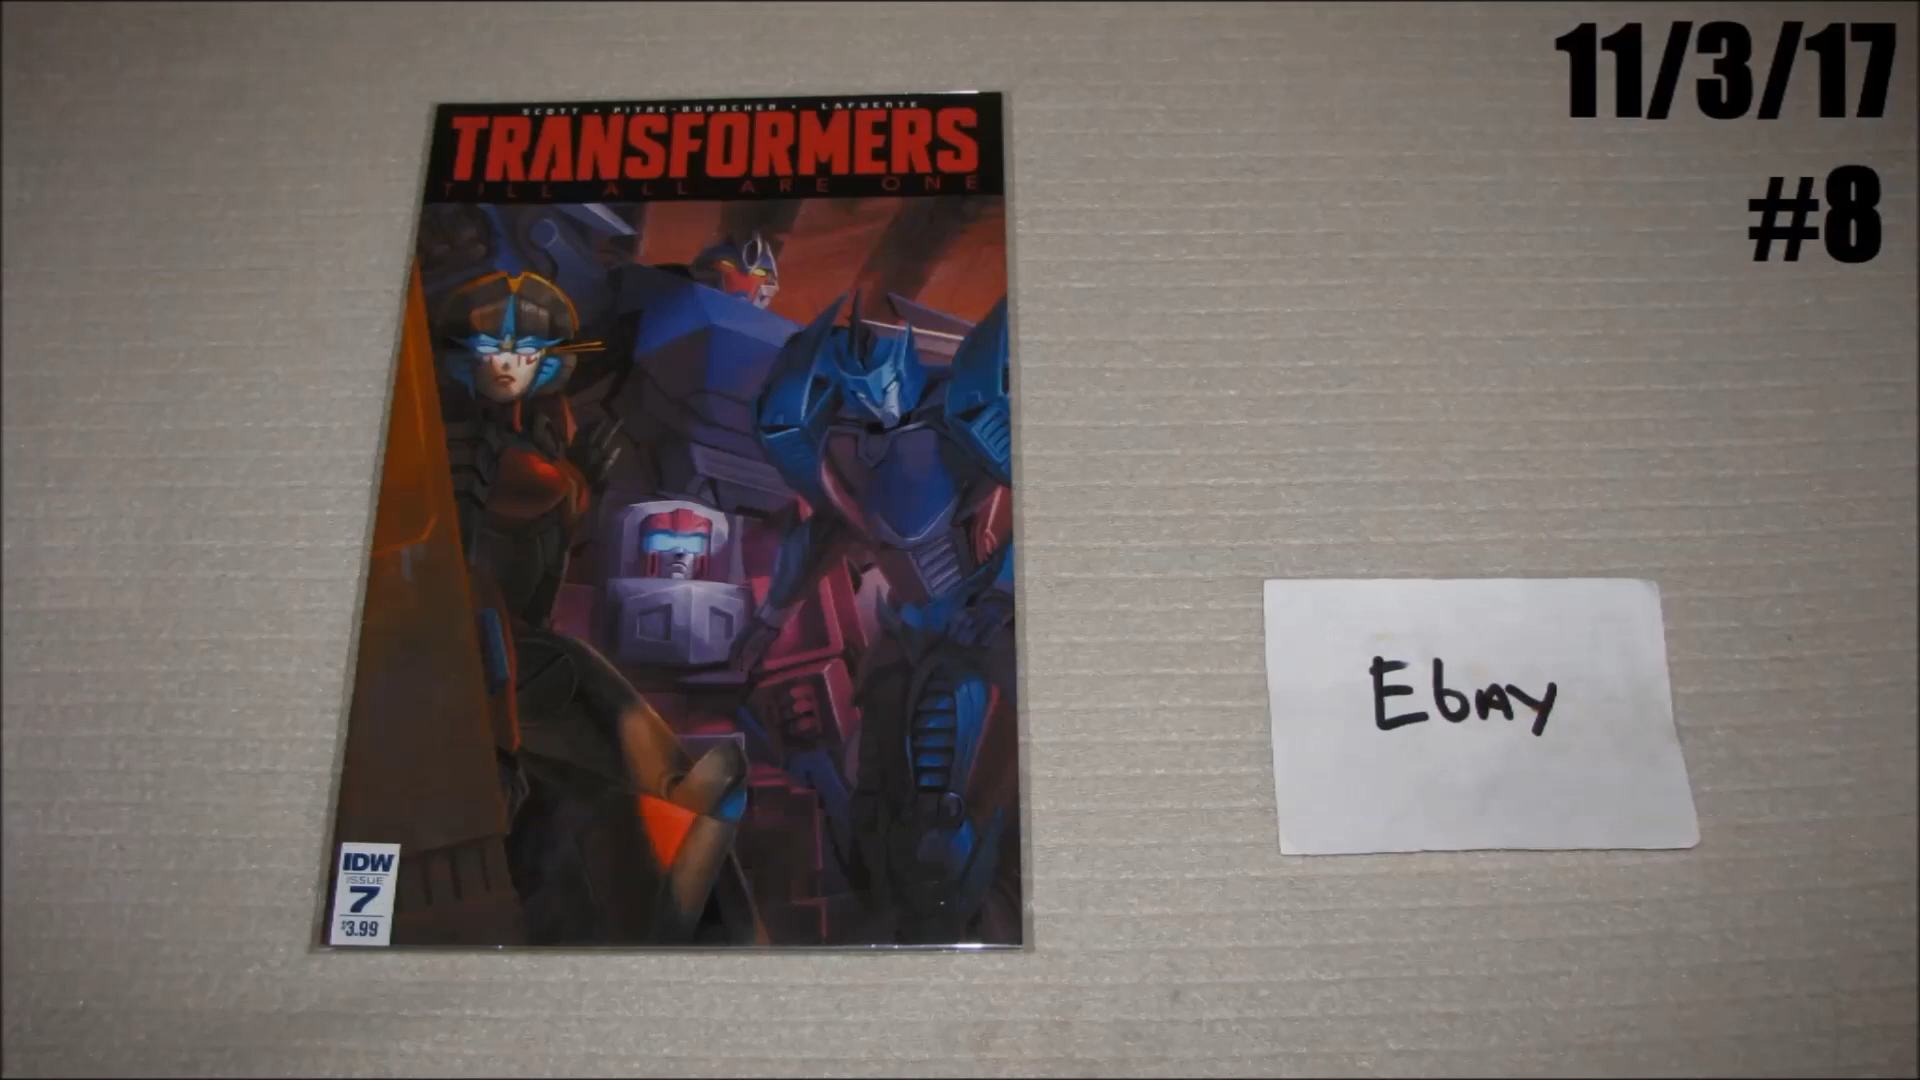 11/3/17
#8
SCOTT • PITRE-DUROCHER • LAFUENTE
TRANSFORMERS
TILL ALL ARE ONE
IDW
ISSUE
7
$3.99
Ebay